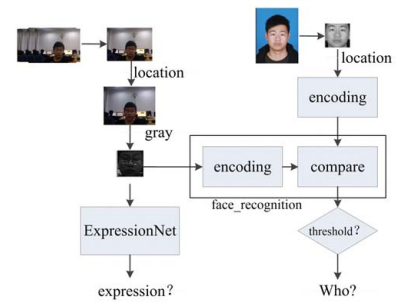 location
location
encoding
gray
encoding
compare
face_recognition
ExpressionNet
threshold?
expression?
Who?